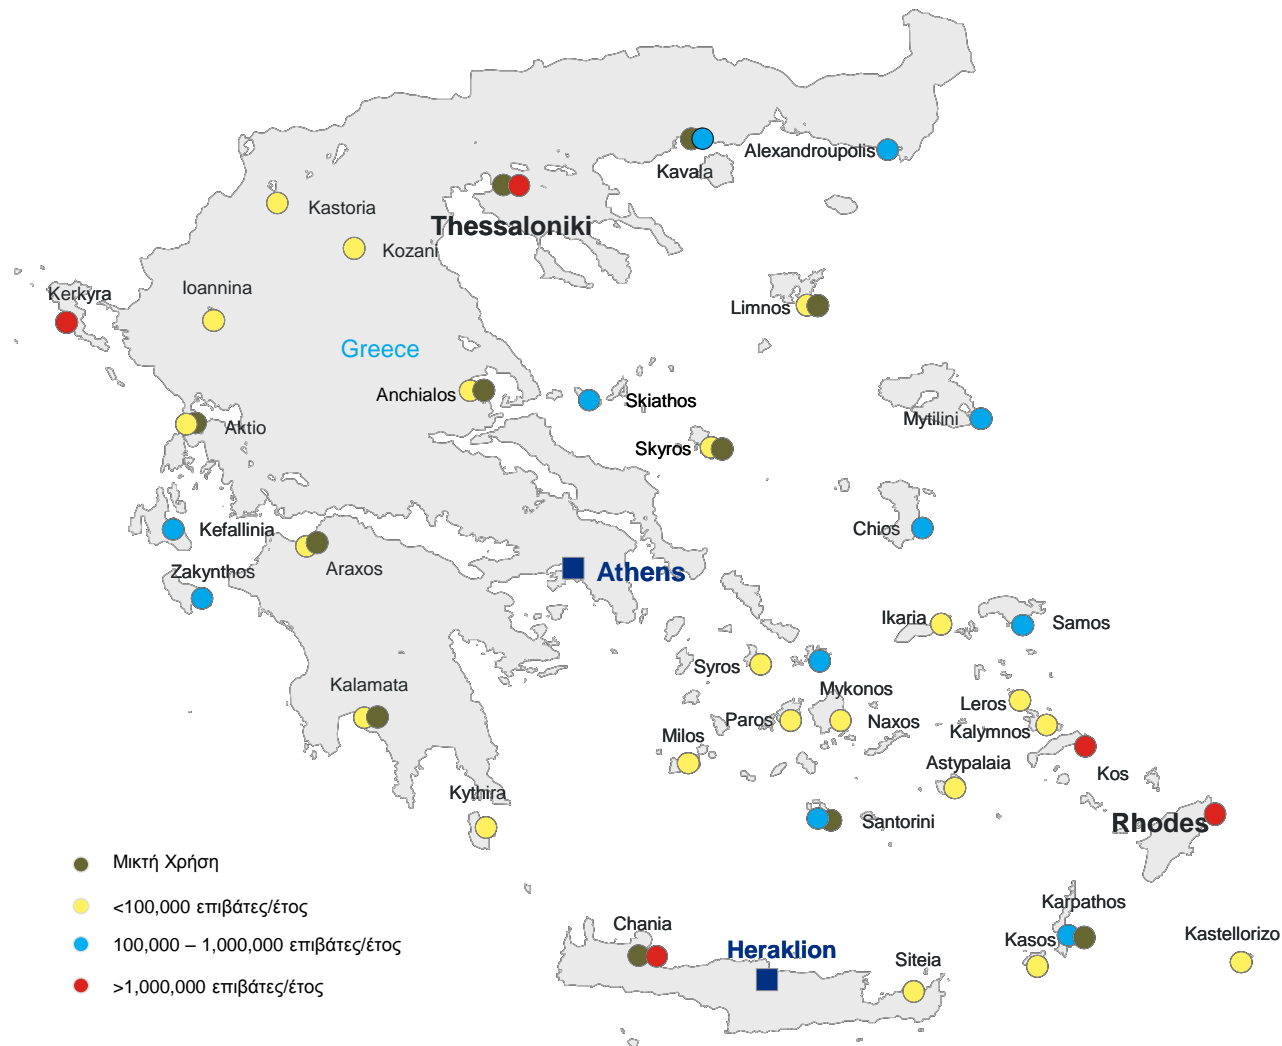 Alexandroupolis
Kavala
Kastoria
Thessaloniki
Kozani
Kerkyra
Ioannina
Limnos
Greece
Anchialos
Skiathos
Mytilini
Aktio
Skyros
Kefallinia
Chios
Araxos
Zakynthos
Athens
Ikaria
Samos
Syros
Kalamata
Mykonos
Leros
Paros
Naxos
Kalymnos
Milos
Astypalaia
Kos
Kythira
Santorini
Rhodes
Μικτή Χρήση
<100,000 επιβάτες/έτος
100,000 – 1,000,000 επιβάτες/έτος
>1,000,000 επιβάτες/έτος
Karpathos
Chania
Kasos
Kastellorizo
Heraklion
Siteia